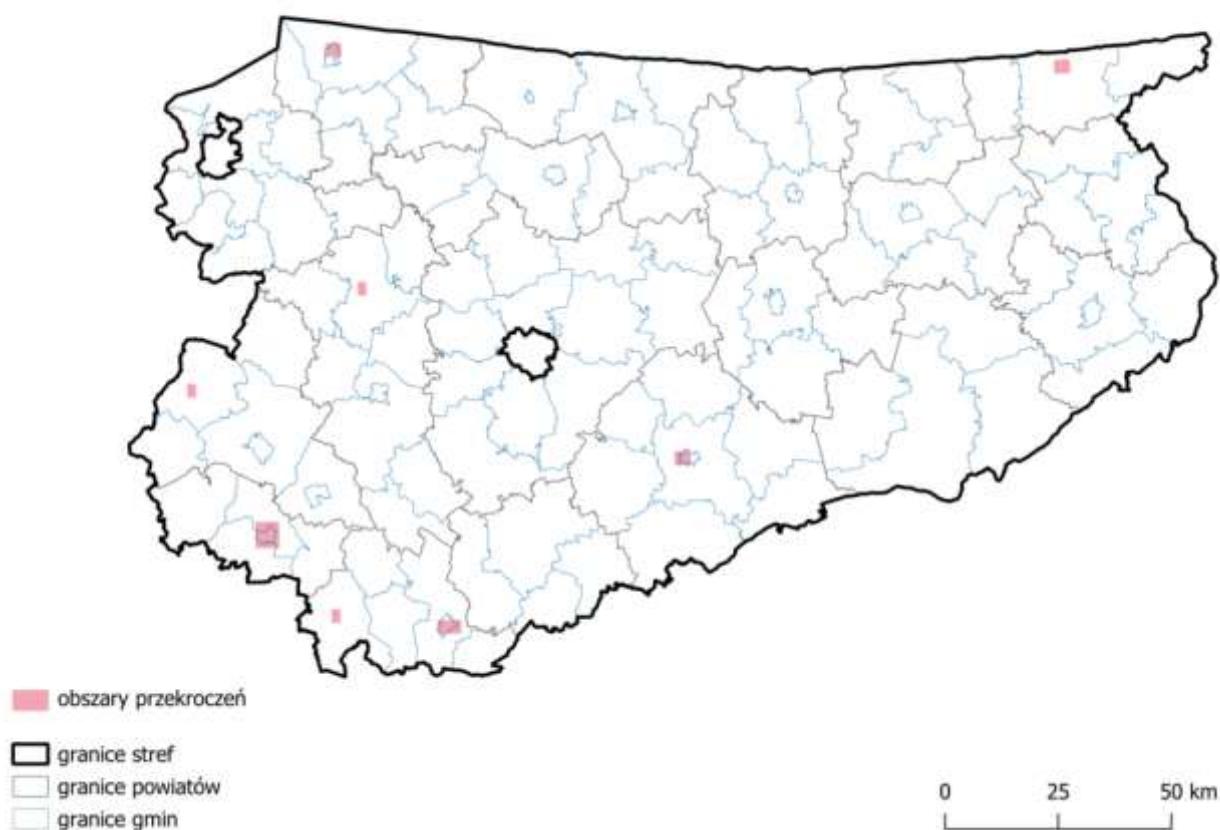 obszary przekroczeń
granice stref
granice powiatów
granice gmin
0 25 50 km